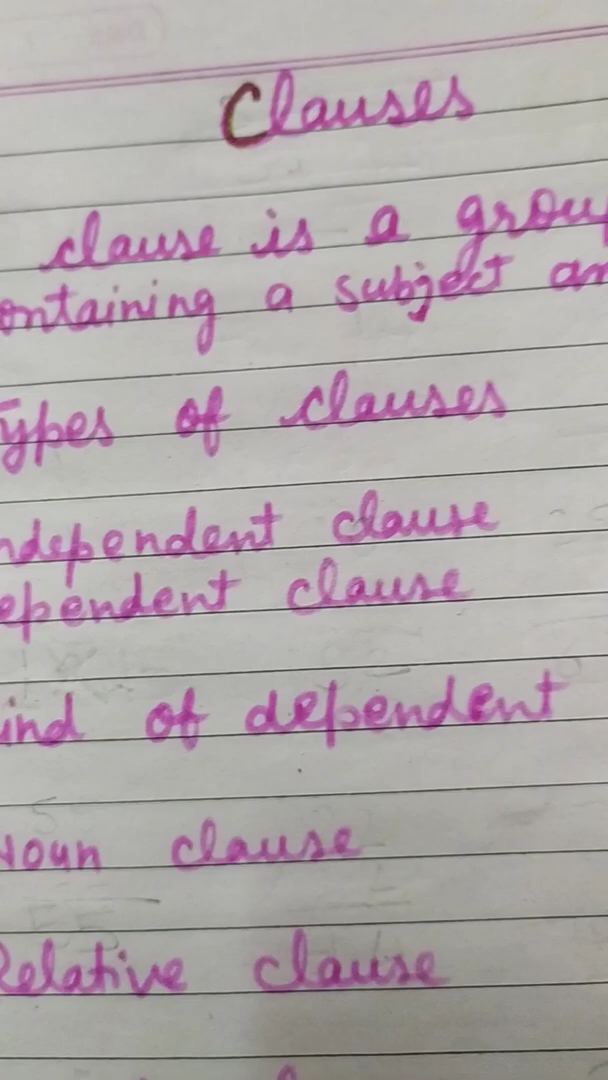 Clauses
clause is a grou
ontaining a subject an
ypes of clauses
ndependent clause
ependent clause
ind of dependent
Noun clause
Relative clause